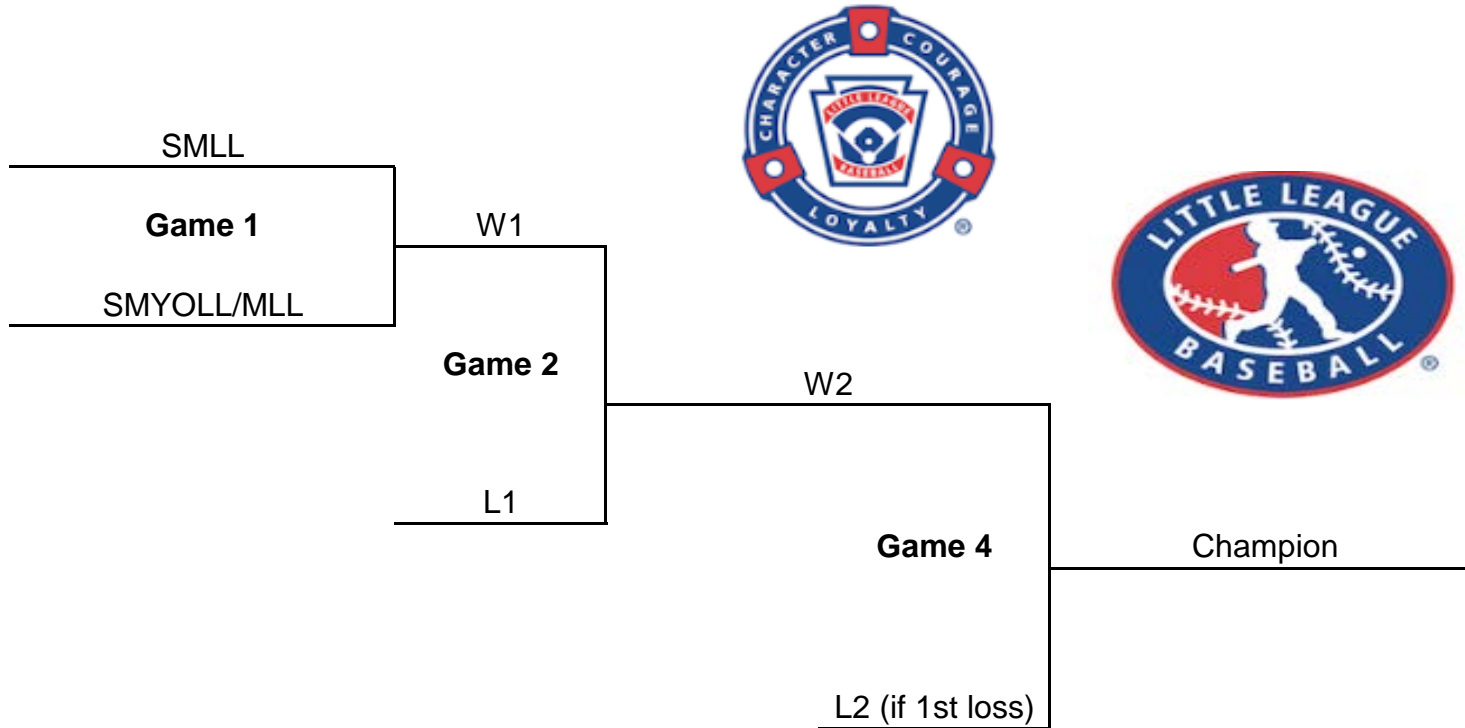 CHARACTER COURAGE
LITTLE LEAGUE
BASEBALL
LOYALTY
®
SMLL
Game 1
W1
LITTLE LEAGUE
BASEBALL
®
SMYOLL/MLL
Game 2
W2
L1
Game 4
Champion
L2 (if 1st loss)